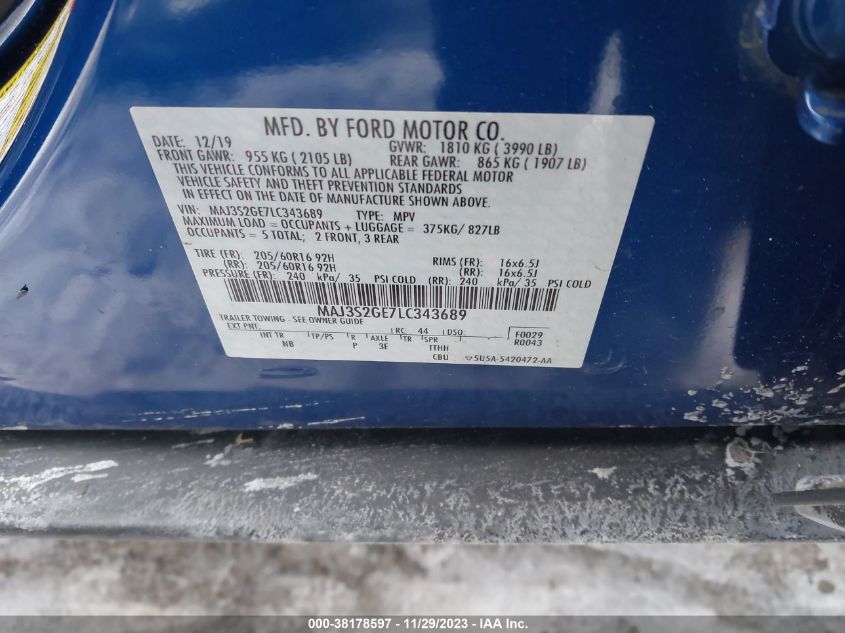 MFD. BY FORD MOTOR CO.
DATE: 12/19 GVWR: 1810 KG ( 3990 LB)
FRONT GAWR: 955 KG ( 2105 LB) REAR GAWR: 865 KG ( 1907 LB)
THIS VEHICLE CONFORMS TO ALL APPLICABLE FEDERAL MOTOR
VEHICLE SAFETY AND THEFT PREVENTION STANDARDS
IN EFFECT ON THE DATE OF MANUFACTURE SHOWN ABOVE.
VIN: MAJ3S2GE7LC343689 TYPE: MPV
MAXIMUM LOAD = OCCUPANTS + LUGGAGE = 375KG/ 827LB
OCCUPANTS = 5 TOTAL; 2 FRONT, 3 REAR
TIRE (FR): 205/60R16 92H RIMS (FR): 16x6.5J
(RR): 205/60R16 92H (RR): 16x6.5J
PRESSURE (FR): 240 kPa/ 35 PSI COLD (RR): 240 kPa/ 35 PSI COLD
MAJ3S2GE7LC343689
TRAILER TOWING - SEE OWNER GUIDE
EXT PNT: RC: 44 DSO: F0029
INT TR TP/PS R AXLE TR SPR R0043
NB P 3E TTHH
CBU 5U5A-5420472-AA
000-38178597 - 11/29/2023 - IAA Inc.